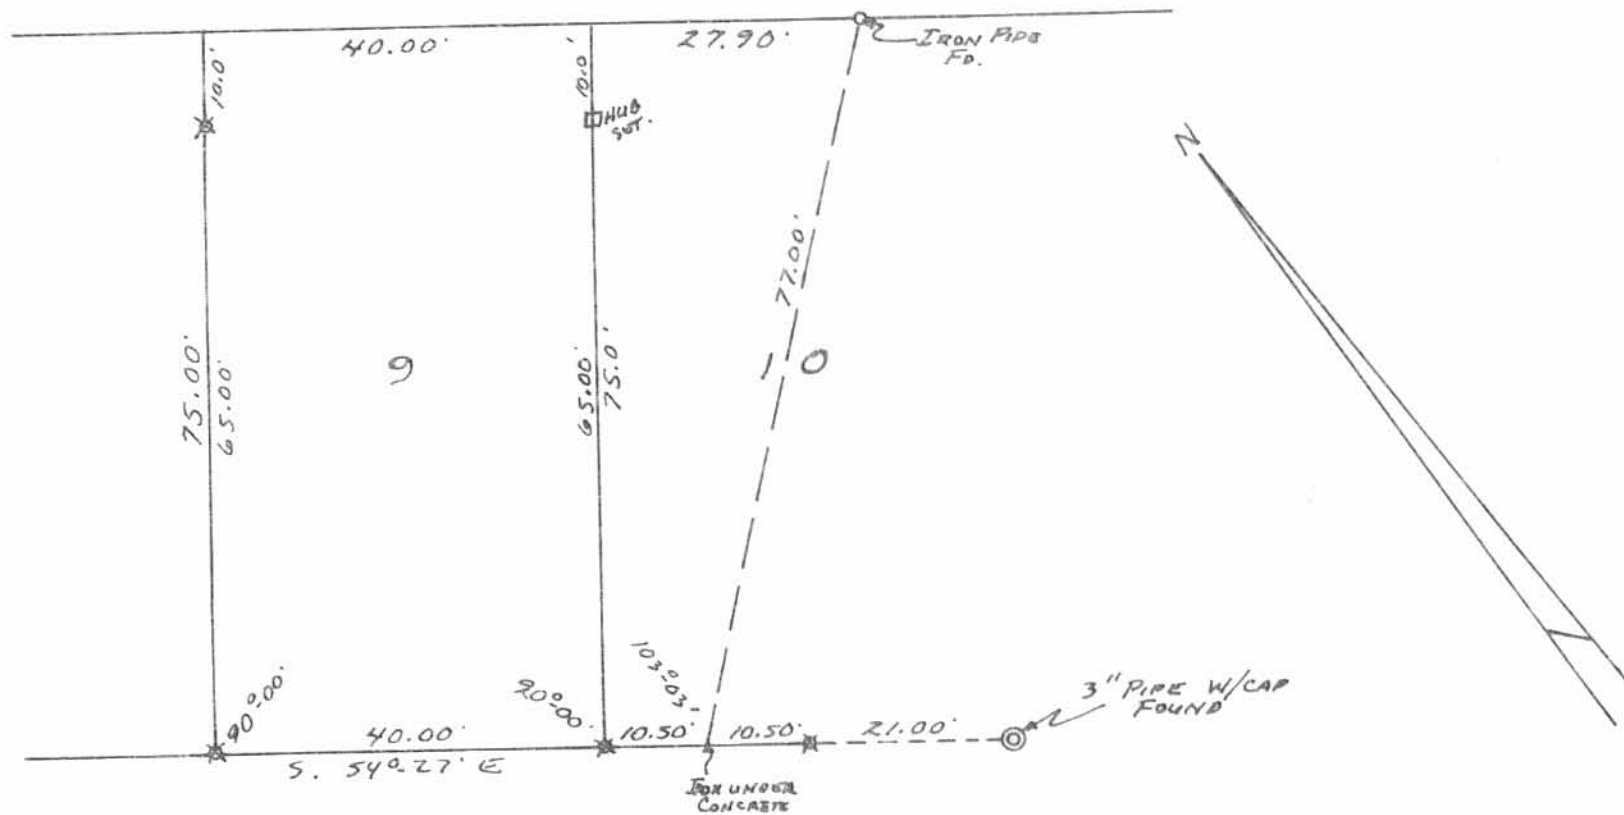 40.00'
27.90'
IRON PIPE
FD.
10.0'
10.0'
HUB
SET.
N
77.00'
75.00'
65.00'
9
65.00'
75.0'
10
90°-00'
90°-00'
103°-03'
40.00'
10.50'
10.50'
21.00'
3" PIPE W/CAP
FOUND
S. 54°-27' E
IRON UNDER
CONCRETE